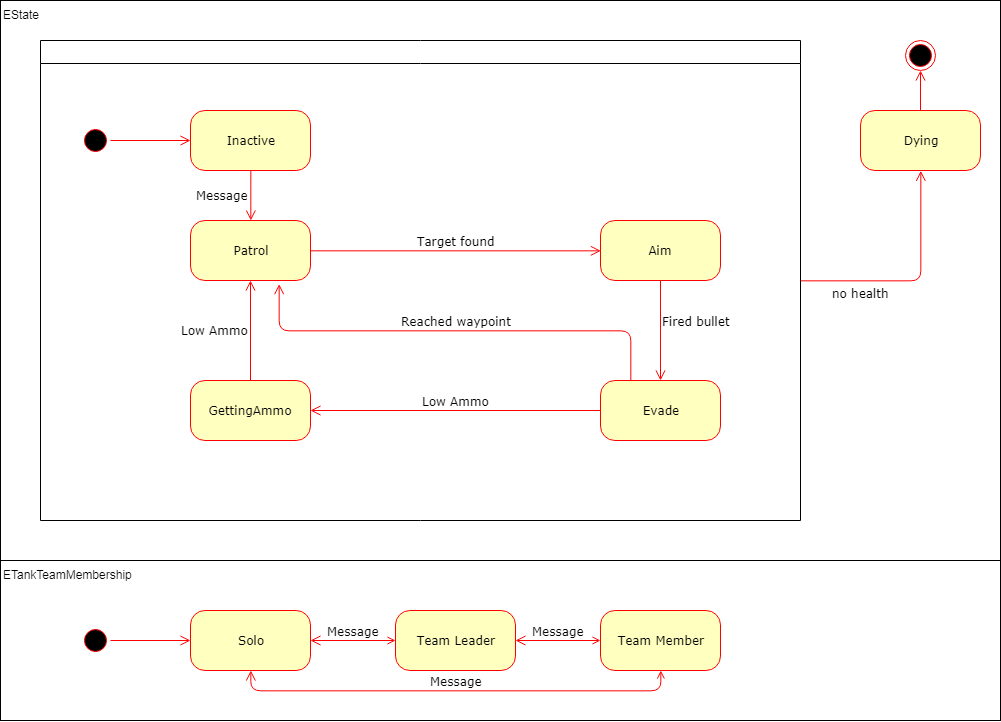 EState
Inactive
Dying
Message
Patrol
Target found
Aim
no health
Low Ammo
Reached waypoint
Fired bullet
GettingAmmo
Low Ammo
Evade
ETankTeamMembership
Solo
Message
Team Leader
Message
Team Member
Message